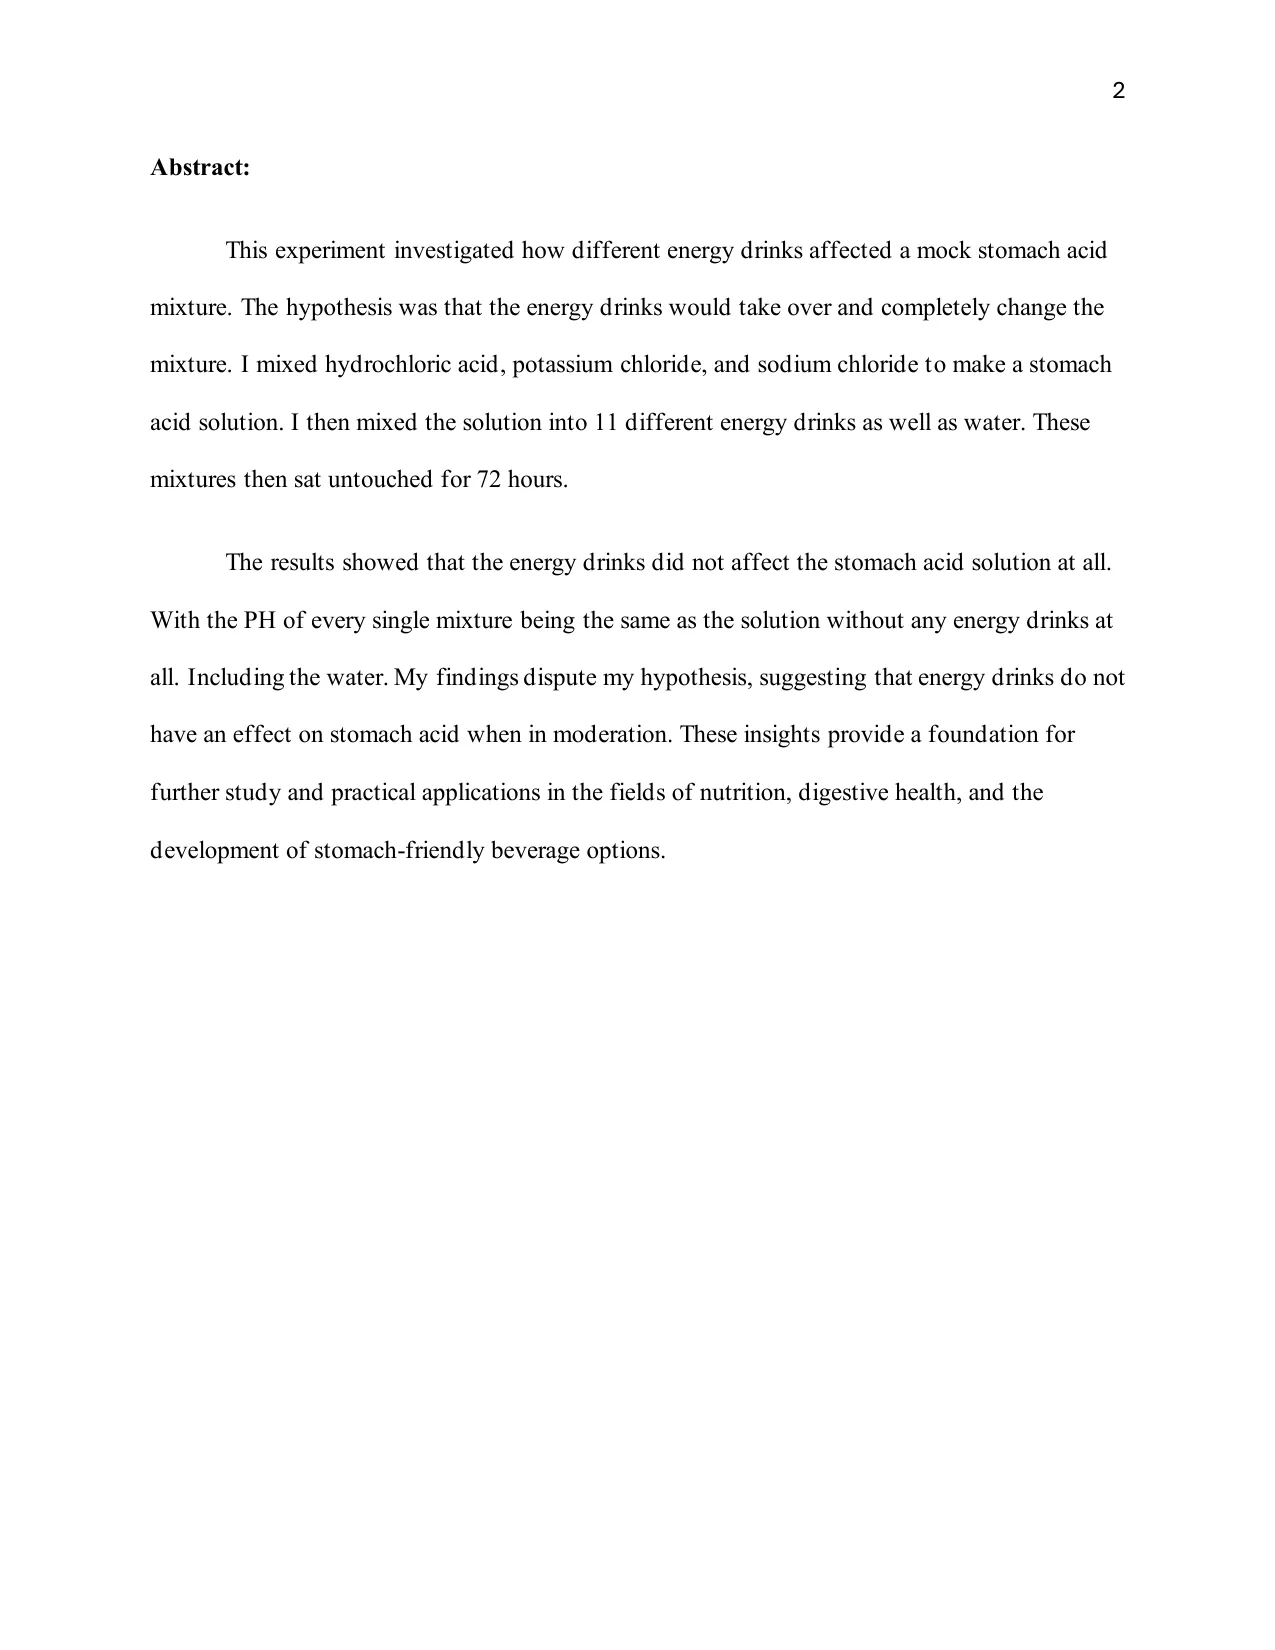 2
Abstract:
This experiment investigated how different energy drinks affected a mock stomach acid
mixture. The hypothesis was that the energy drinks would take over and completely change the
mixture. I mixed hydrochloric acid, potassium chloride, and sodium chloride to make a stomach
acid solution. I then mixed the solution into 11 different energy drinks as well as water. These
mixtures then sat untouched for 72 hours.
The results showed that the energy drinks did not affect the stomach acid solution at all.
With the PH of every single mixture being the same as the solution without any energy drinks at
all. Including the water. My findings dispute my hypothesis, suggesting that energy drinks do not
have an effect on stomach acid when in moderation. These insights provide a foundation for
further study and practical applications in the fields of nutrition, digestive health, and the
development of stomach-friendly beverage options.